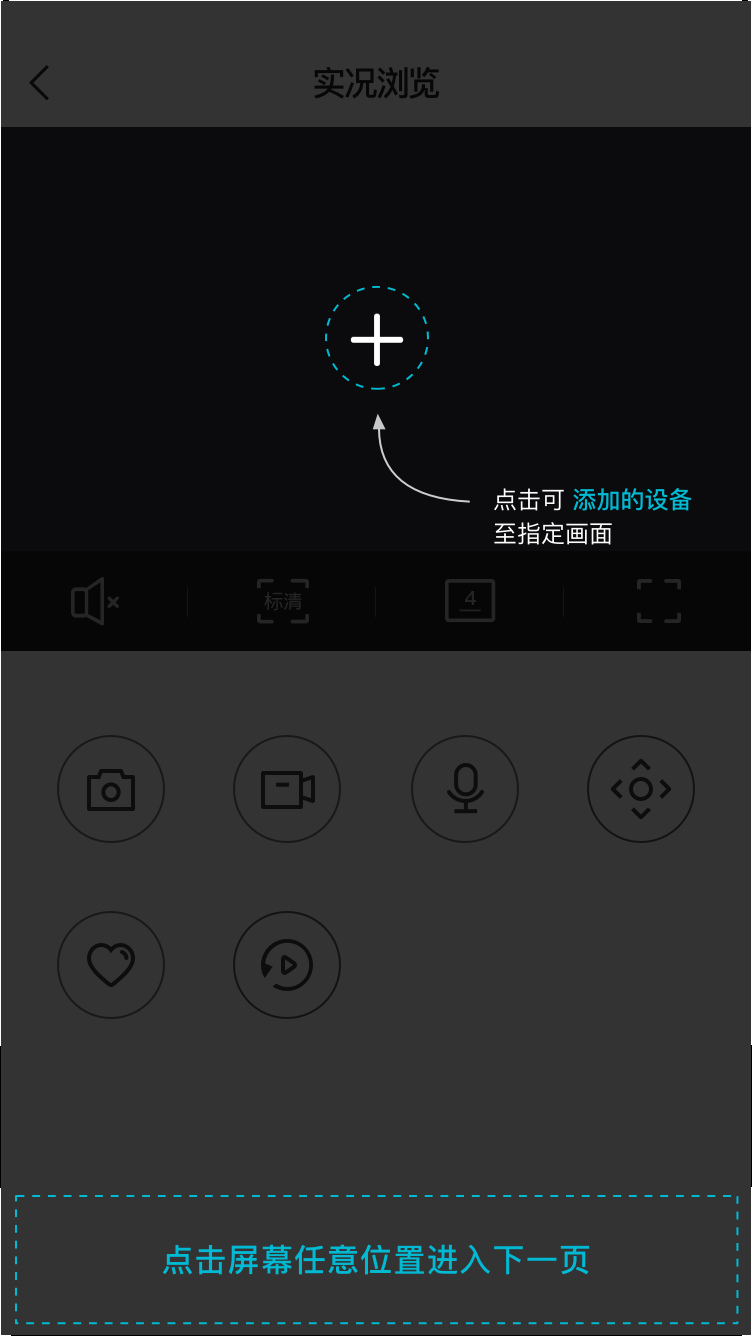 实况浏览
点击可 添加的设备
至指定画面
标清
4
点击屏幕任意位置进入下一页